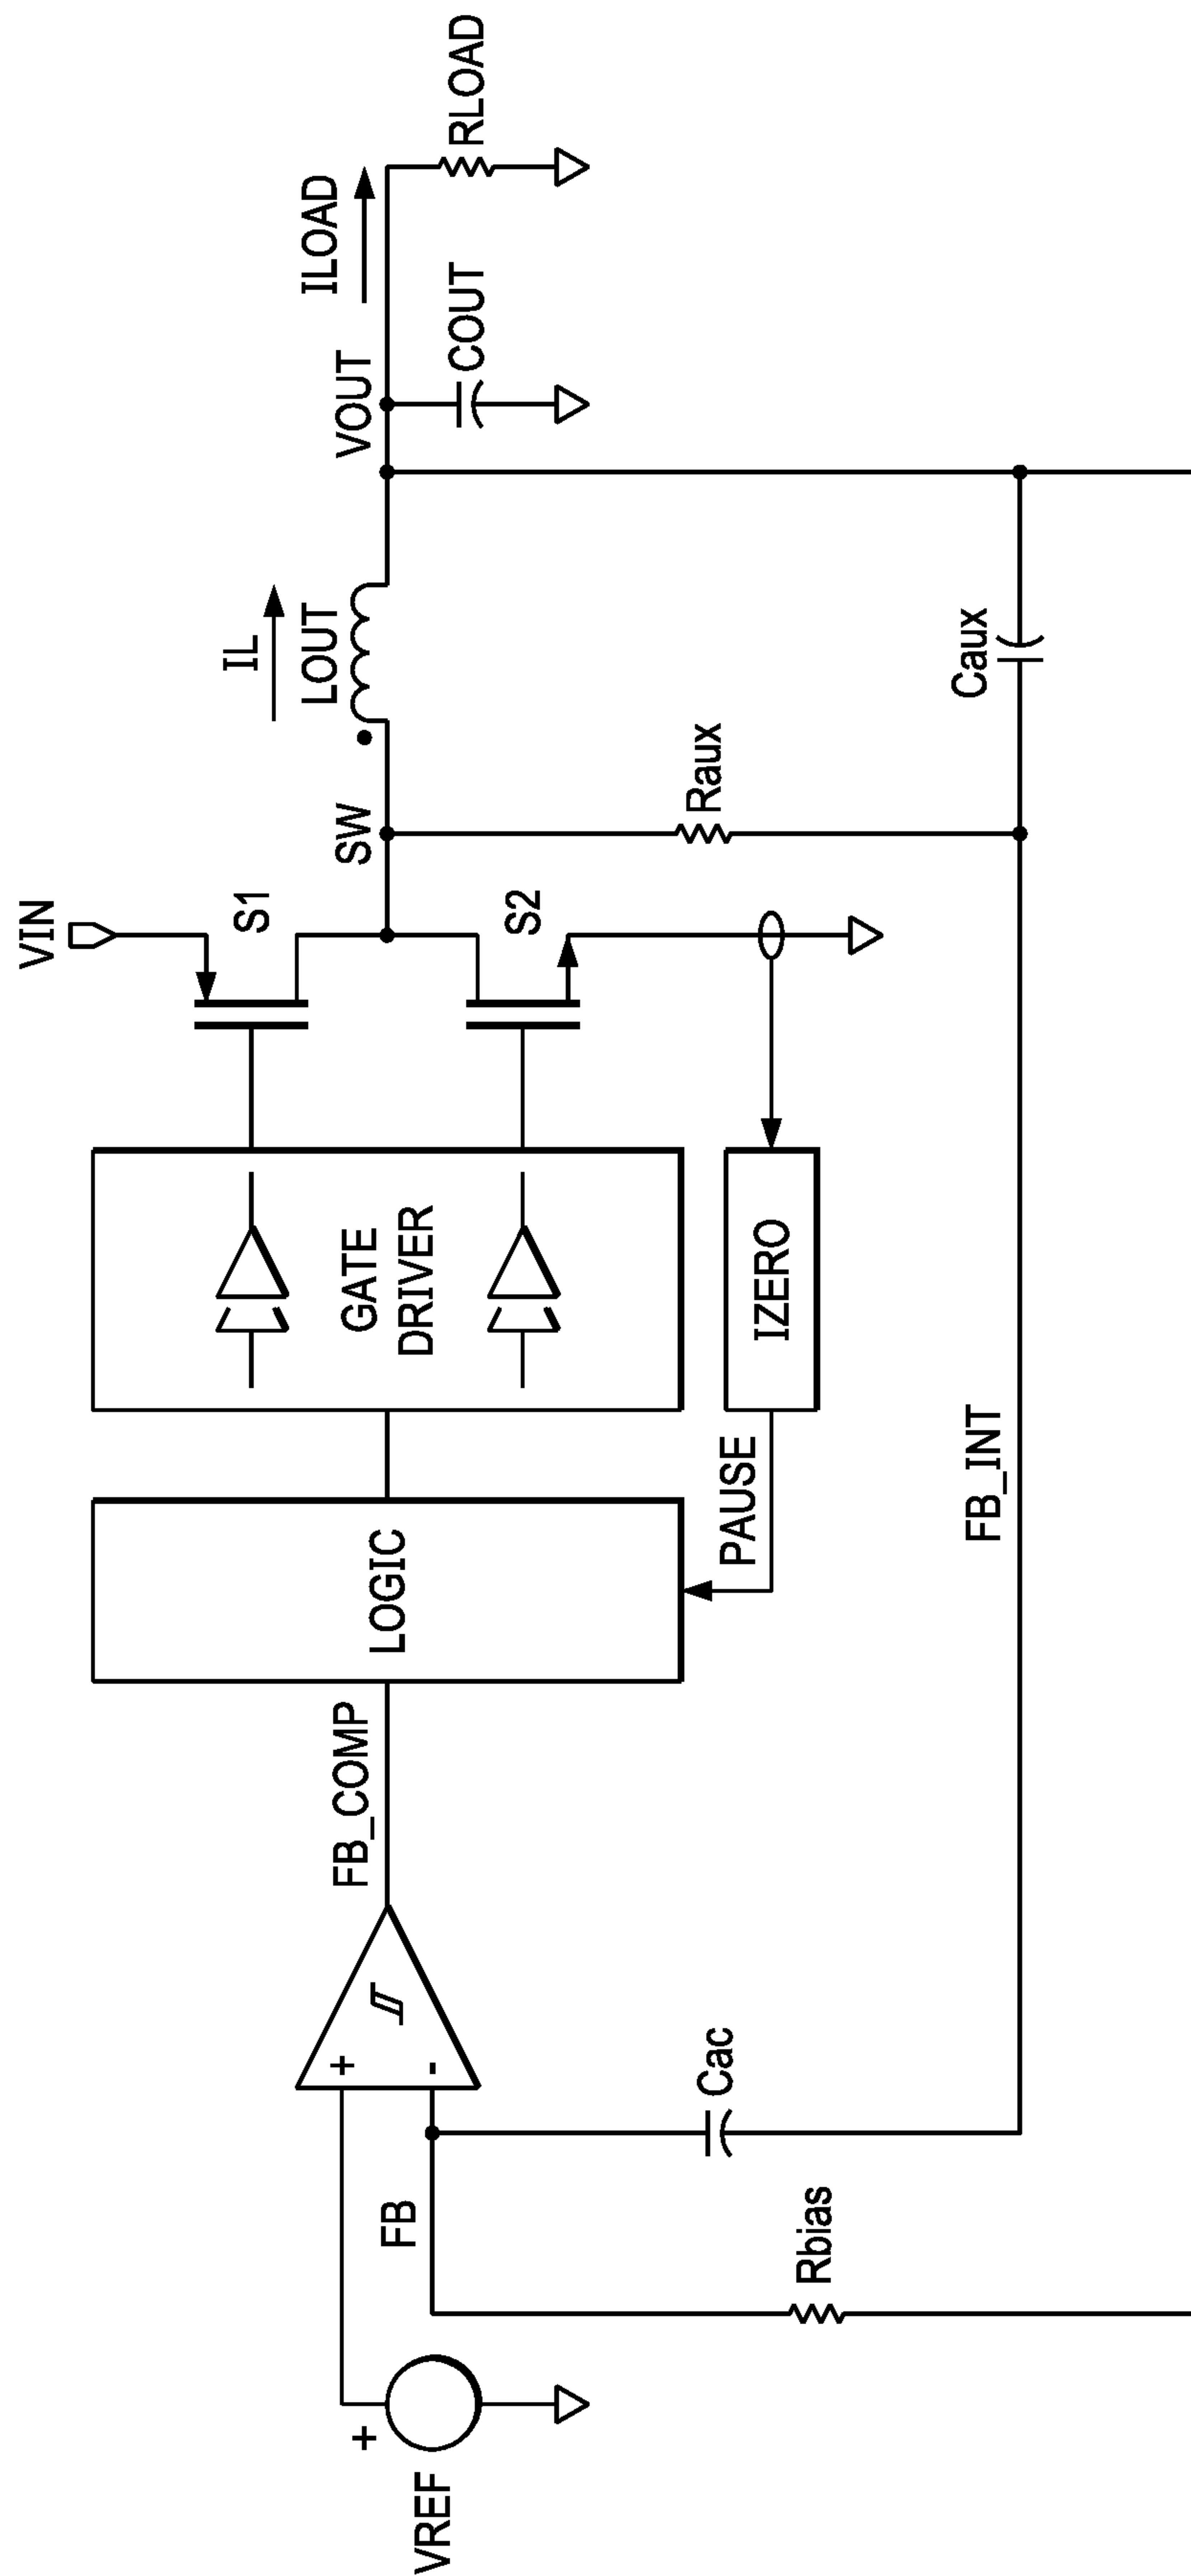 VIN
S1
SW
IL
LOUT
VOUT
ILOAD
COUT
RLOAD
S2
GATE
DRIVER
LOGIC
FB_COMP
+
-
FB
+
VREF
PAUSE
IZERO
Raux
Caux
FB_INT
Cac
Rbias